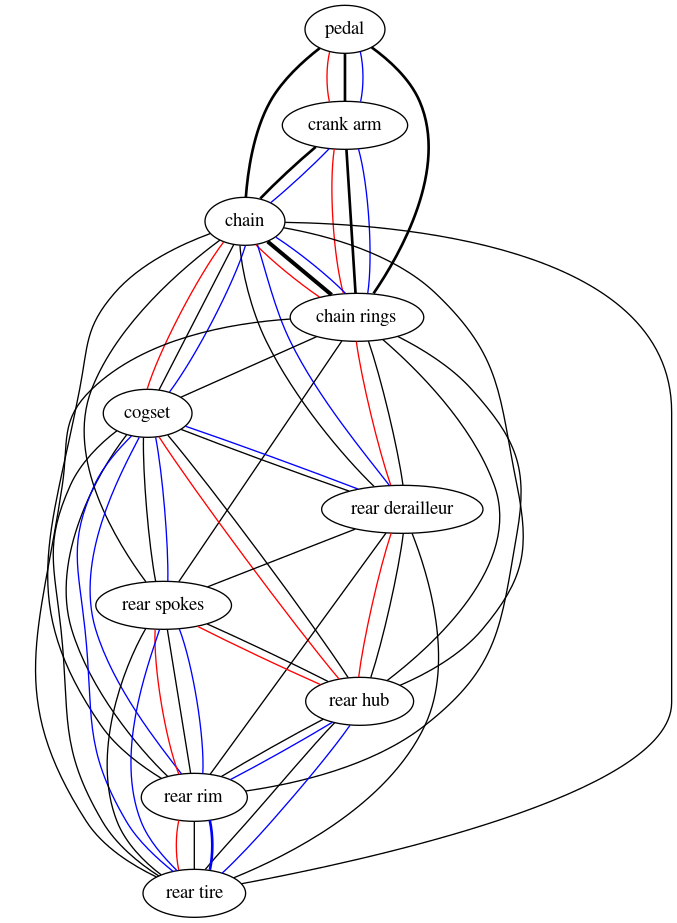 pedal
crank arm
chain
chain rings
cogset
rear derailleur
rear spokes
rear hub
rear rim
rear tire